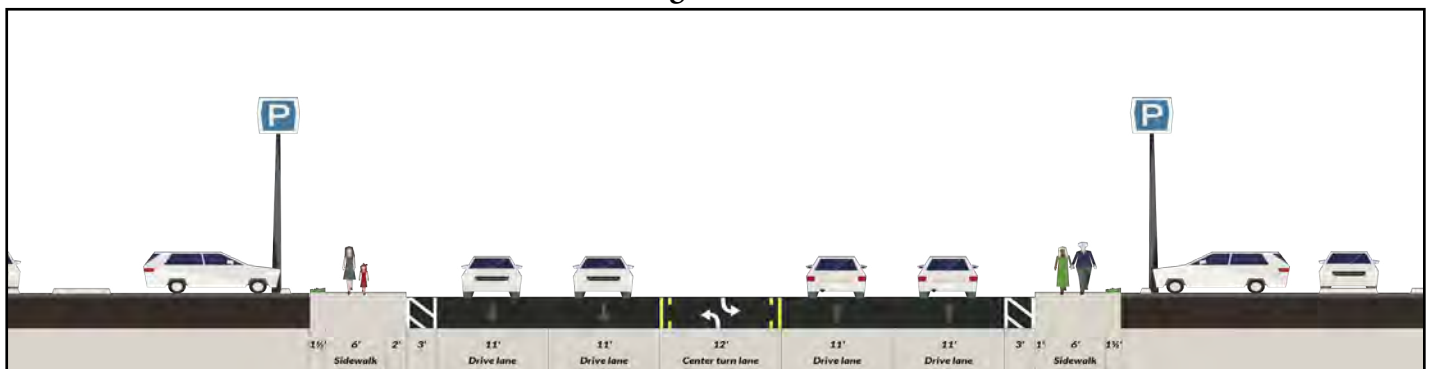 P P
1½' 6' 2' 3' 11' 11' 12' 11' 11' 3' 1' 6' 1½'
Sidewalk Drive lane Drive lane Center turn lane Drive lane Drive lane Sidewalk